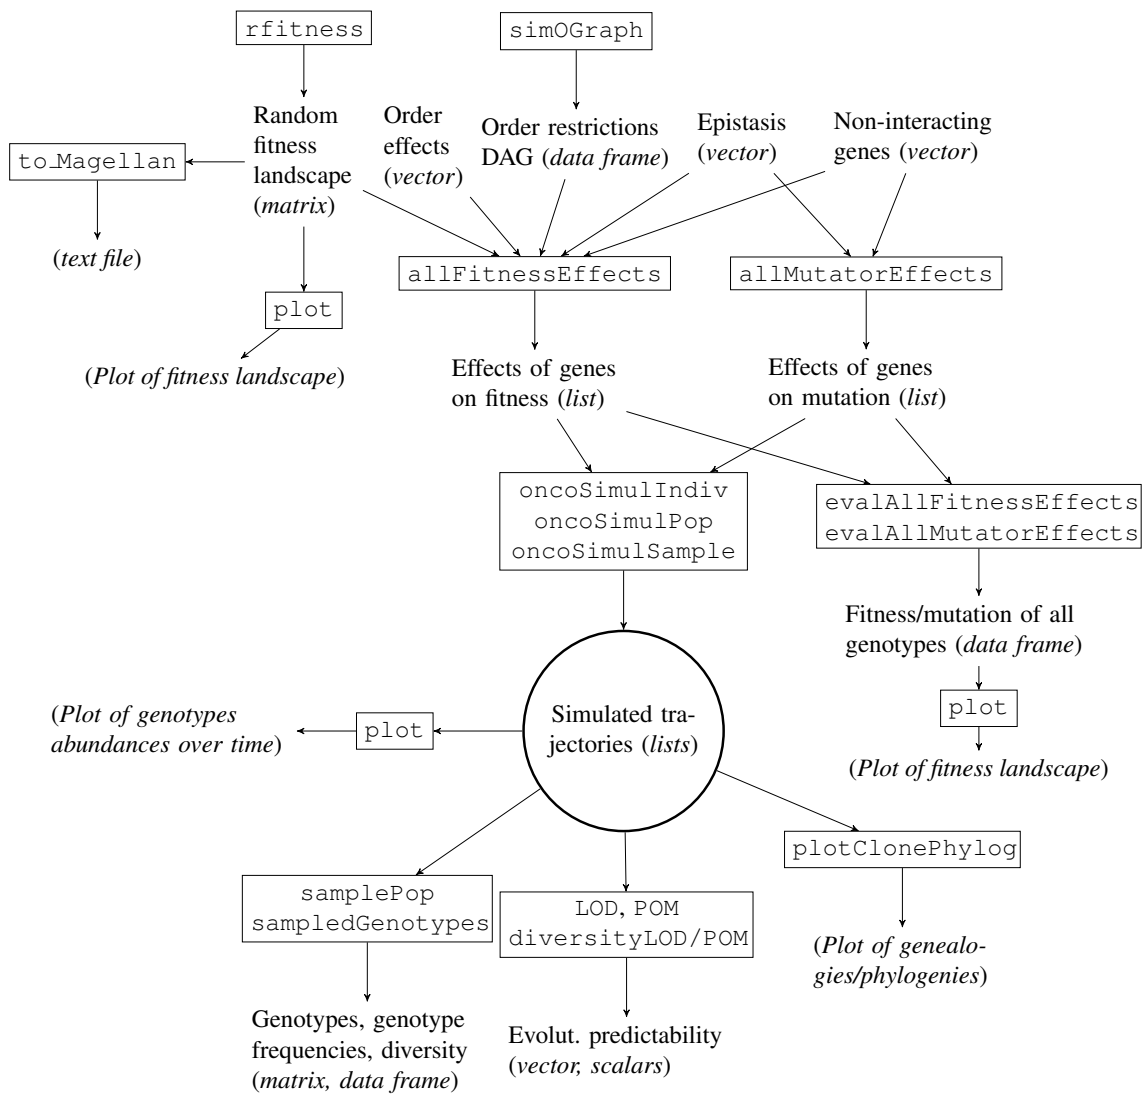 rfitness
simOGraph
Random
fitness
landscape
(matrix)
Order
effects
(vector)
Order restrictions
DAG (data frame)
Epistasis
(vector)
Non-interacting
genes (vector)
to_Magellan
(text file)
plot
(Plot of fitness landscape)
allFitnessEffects
allMutatorEffects
Effects of genes
on fitness (list)
Effects of genes
on mutation (list)
oncoSimulIndiv
oncoSimulPop
oncoSimulSample
evalAllFitnessEffects
evalAllMutatorEffects
Fitness/mutation of all
genotypes (data frame)
plot
(Plot of fitness landscape)
Simulated tra-
jectories (lists)
plot
(Plot of genotypes
abundances over time)
plotClonePhylog
(Plot of genealo-
gies/phylogenies)
samplePop
sampledGenotypes
LOD, POM
diversityLOD/POM
Genotypes, genotype
frequencies, diversity
(matrix, data frame)
Evolut. predictability
(vector, scalars)